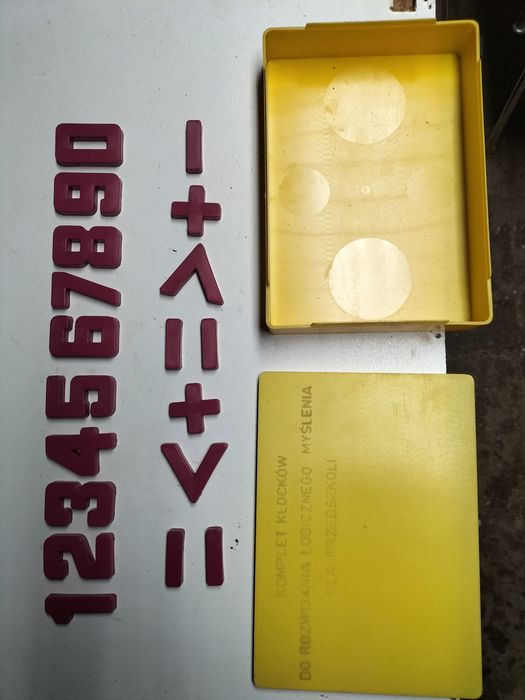 1234567890
= < + = > + -
KOMPLET KLOCKÓW
DO ROZWIJANIA LOGICZNEGO MYŚLENIA
DLA PRZEDSZKOLI